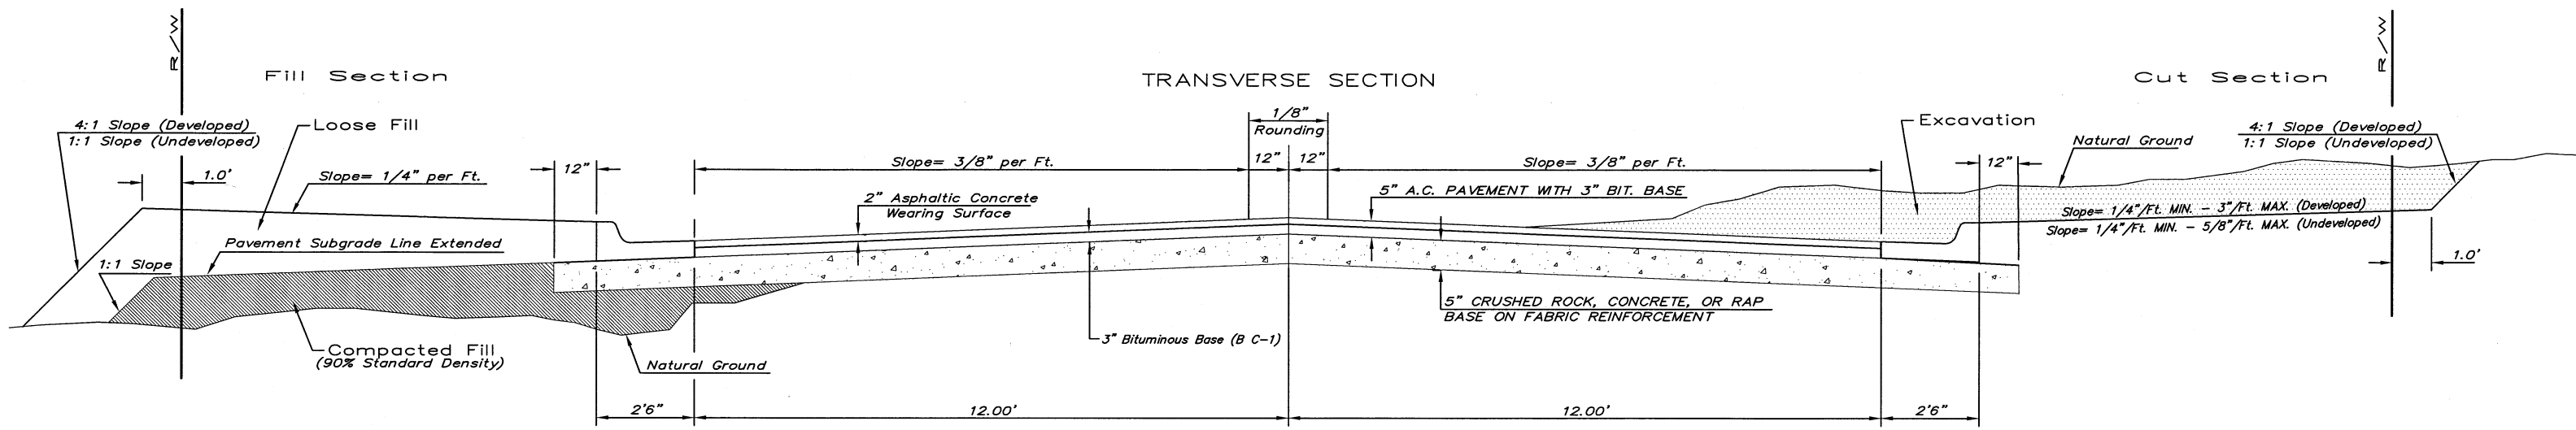 R/W
Fill Section
TRANSVERSE SECTION
Cut Section
R/W
4:1 Slope (Developed)
1:1 Slope (Undeveloped)
Loose Fill
1/8"
Rounding
Excavation
Natural Ground
4:1 Slope (Developed)
1:1 Slope (Undeveloped)
1.0'
Slope= 1/4" per Ft.
12"
Slope= 3/8" per Ft.
12"
12"
Slope= 3/8" per Ft.
12"
2" Asphaltic Concrete
Wearing Surface
5" A.C. PAVEMENT WITH 3" BIT. BASE
Slope= 1/4"/Ft. MIN. - 3"/Ft. MAX. (Developed)
Slope= 1/4"/Ft. MIN. - 5/8"/Ft. MAX. (Undeveloped)
Pavement Subgrade Line Extended
1:1 Slope
1.0'
5" CRUSHED ROCK, CONCRETE, OR RAP
BASE ON FABRIC REINFORCEMENT
3" Bituminous Base (B C-1)
Compacted Fill
(90% Standard Density)
Natural Ground
2'6"
12.00'
12.00'
2'6"